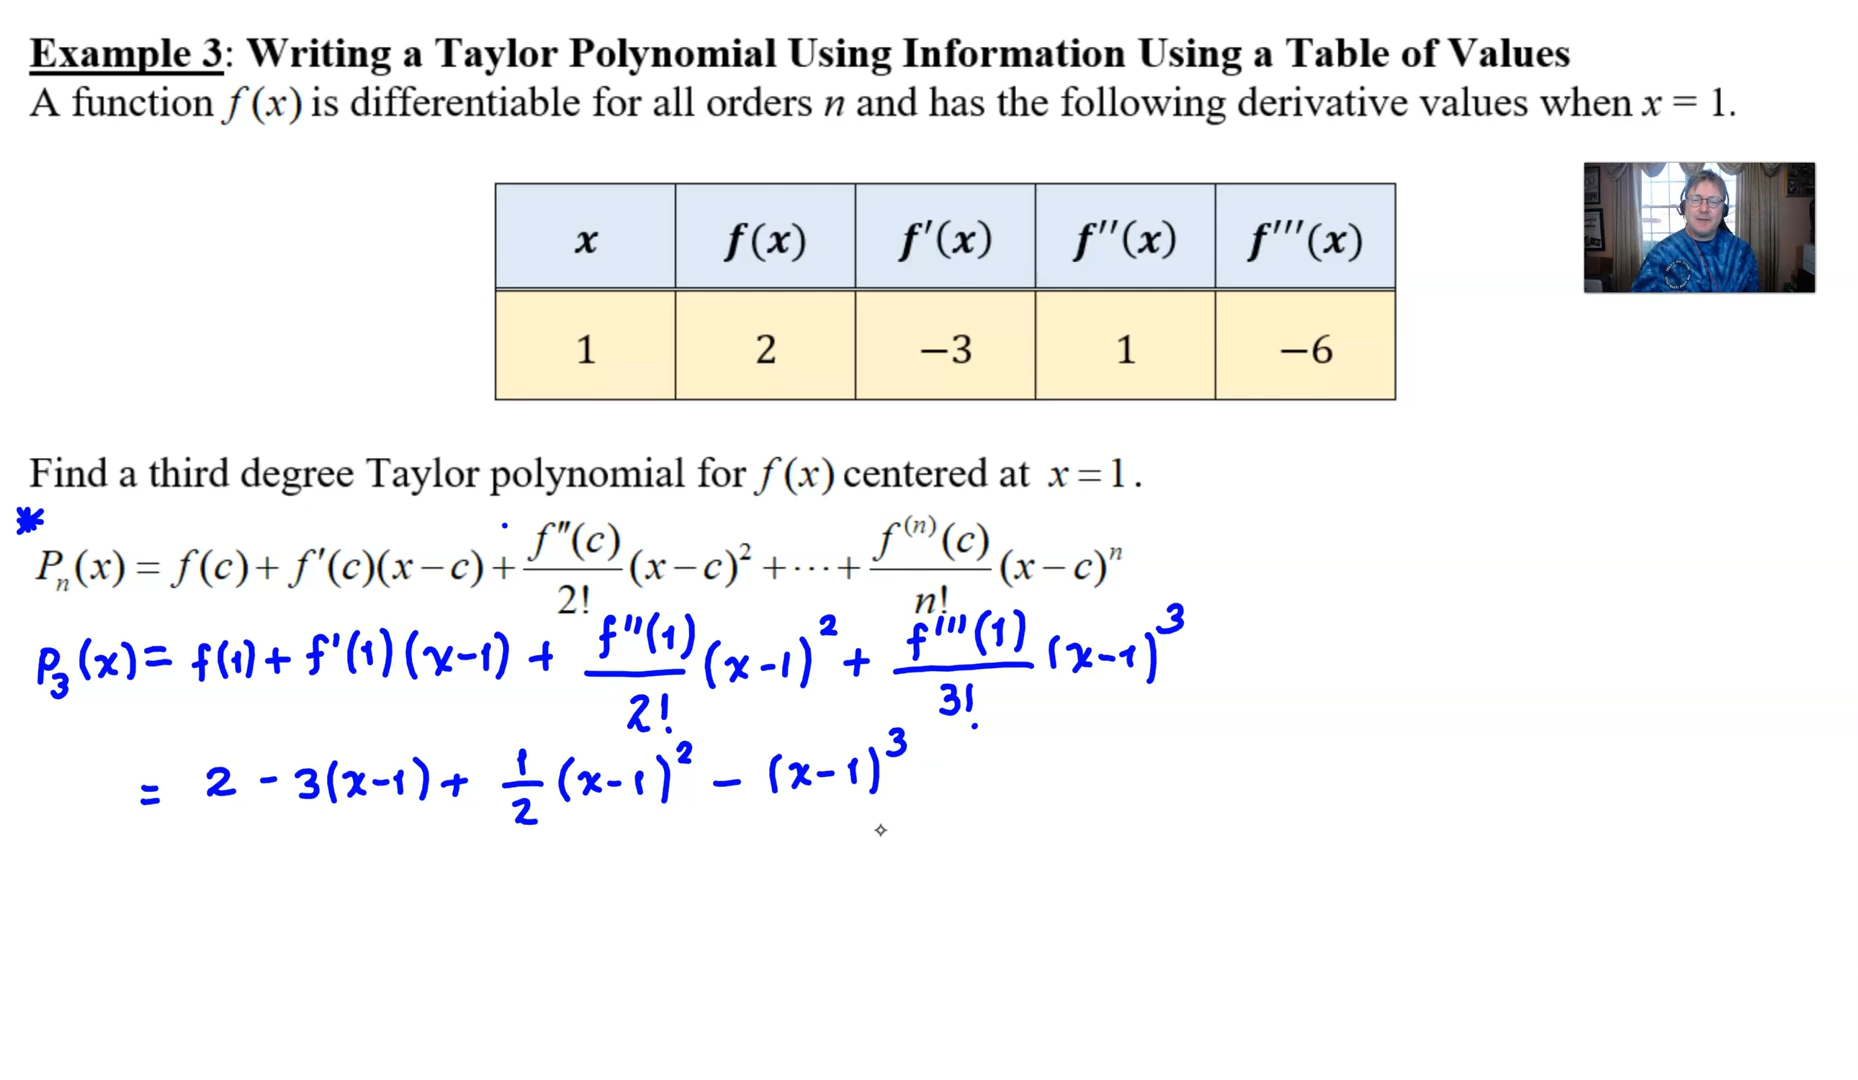 Example 3: Writing a Taylor Polynomial Using Information Using a Table of Values
A function f(x) is differentiable for all orders n and has the following derivative values when x = 1.
x f(x) f′(x) f′′(x) f′′′(x)
1 2 −3 1 −6
Find a third degree Taylor polynomial for f(x) centered at x = 1.
*
Pₙ(x) = f(c) + f′(c)(x − c) + f″(c)/2! (x − c)² + ⋯ + f⁽ⁿ⁾(c)/n! (x − c)ⁿ
P₃(x) = f(1) + f'(1)(x-1) + f''(1)/2! (x-1)² + f'''(1)/3! (x-1)³
= 2 - 3(x-1) + 1/2 (x-1)² - (x-1)³